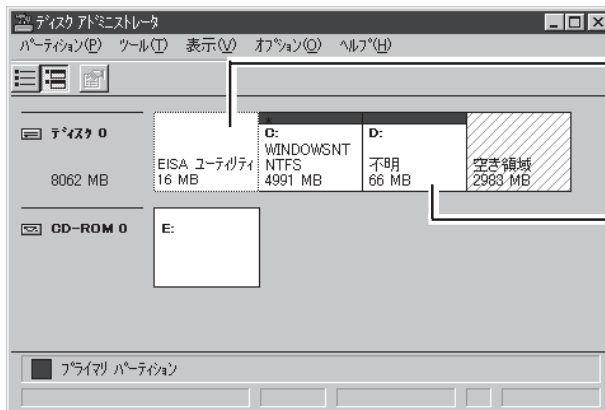 ディスク アドミニストレータ
パーティション(P) ツール(T) 表示(V) オプション(O) ヘルプ(H)
ディスク 0
8062 MB
EISA ユーティリティ
16 MB
*
C:
WINDOWSNT
NTFS
4991 MB
D:
不明
66 MB
空き領域
2983 MB
CD-ROM 0
E:
プライマリ パーティション